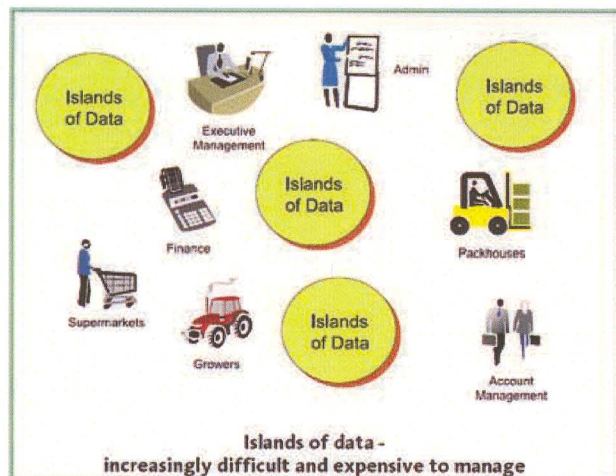 Islands
of Data
Executive
Management
Admin
Islands
of Data
Finance
Islands
of Data
Packhouses
Supermarkets
Growers
Islands
of Data
Account
Management
Islands of data -
increasingly difficult and expensive to manage